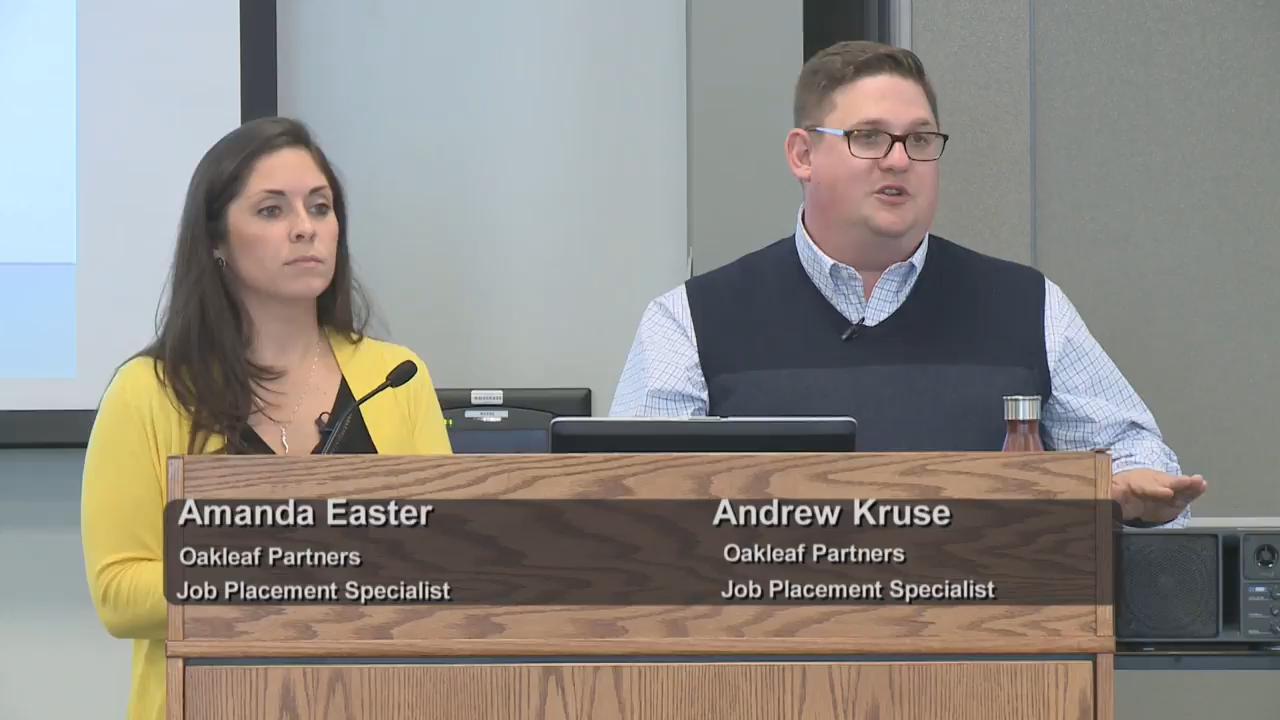 Amanda Easter
Oakleaf Partners
Job Placement Specialist
Andrew Kruse
Oakleaf Partners
Job Placement Specialist